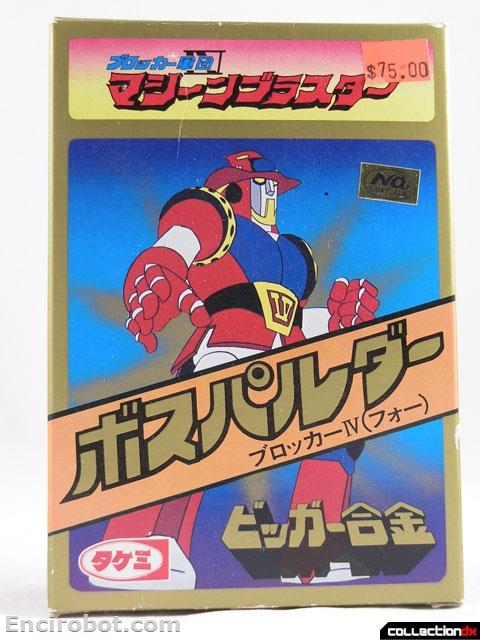 ブロッカー軍団IV
マシーンブラスター
$75.00
Na
ボスパルダー
ブロッカーIV(フォー)
ビッガー合金
タケミ
Encirobot.com
COLLECTIONDX